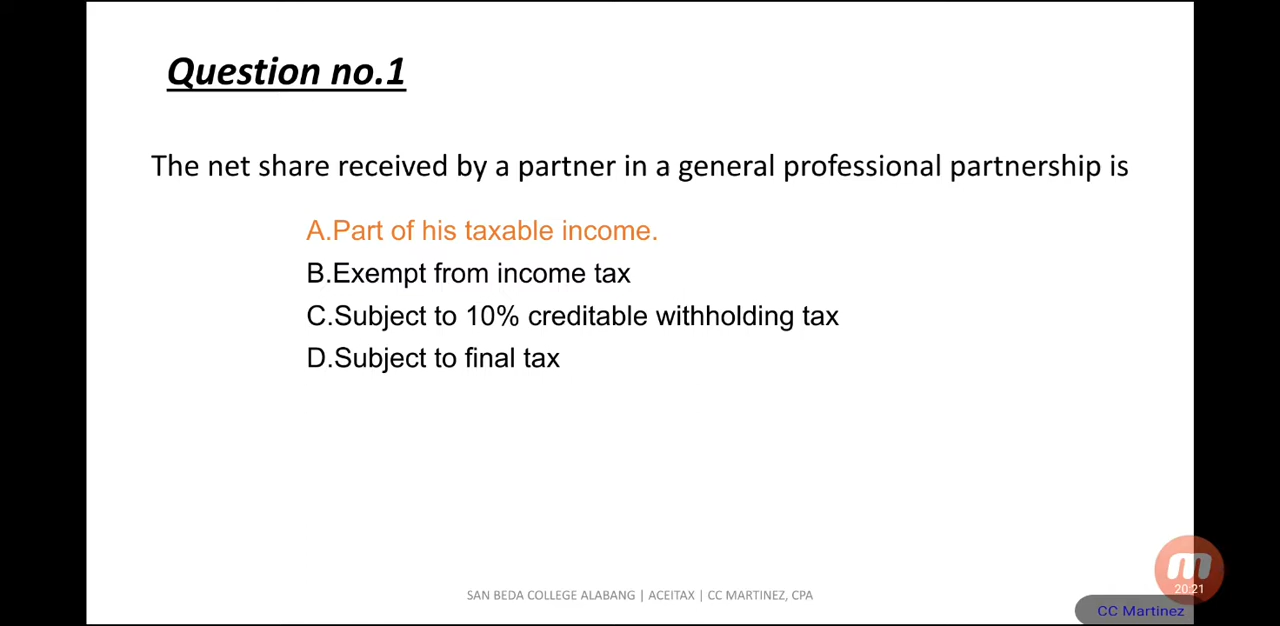 Question no.1
The net share received by a partner in a general professional partnership is
A.Part of his taxable income.
B.Exempt from income tax
C.Subject to 10% creditable withholding tax
D.Subject to final tax
SAN BEDA COLLEGE ALABANG | ACEITAX | CC MARTINEZ, CPA
20:21
CC Martinez